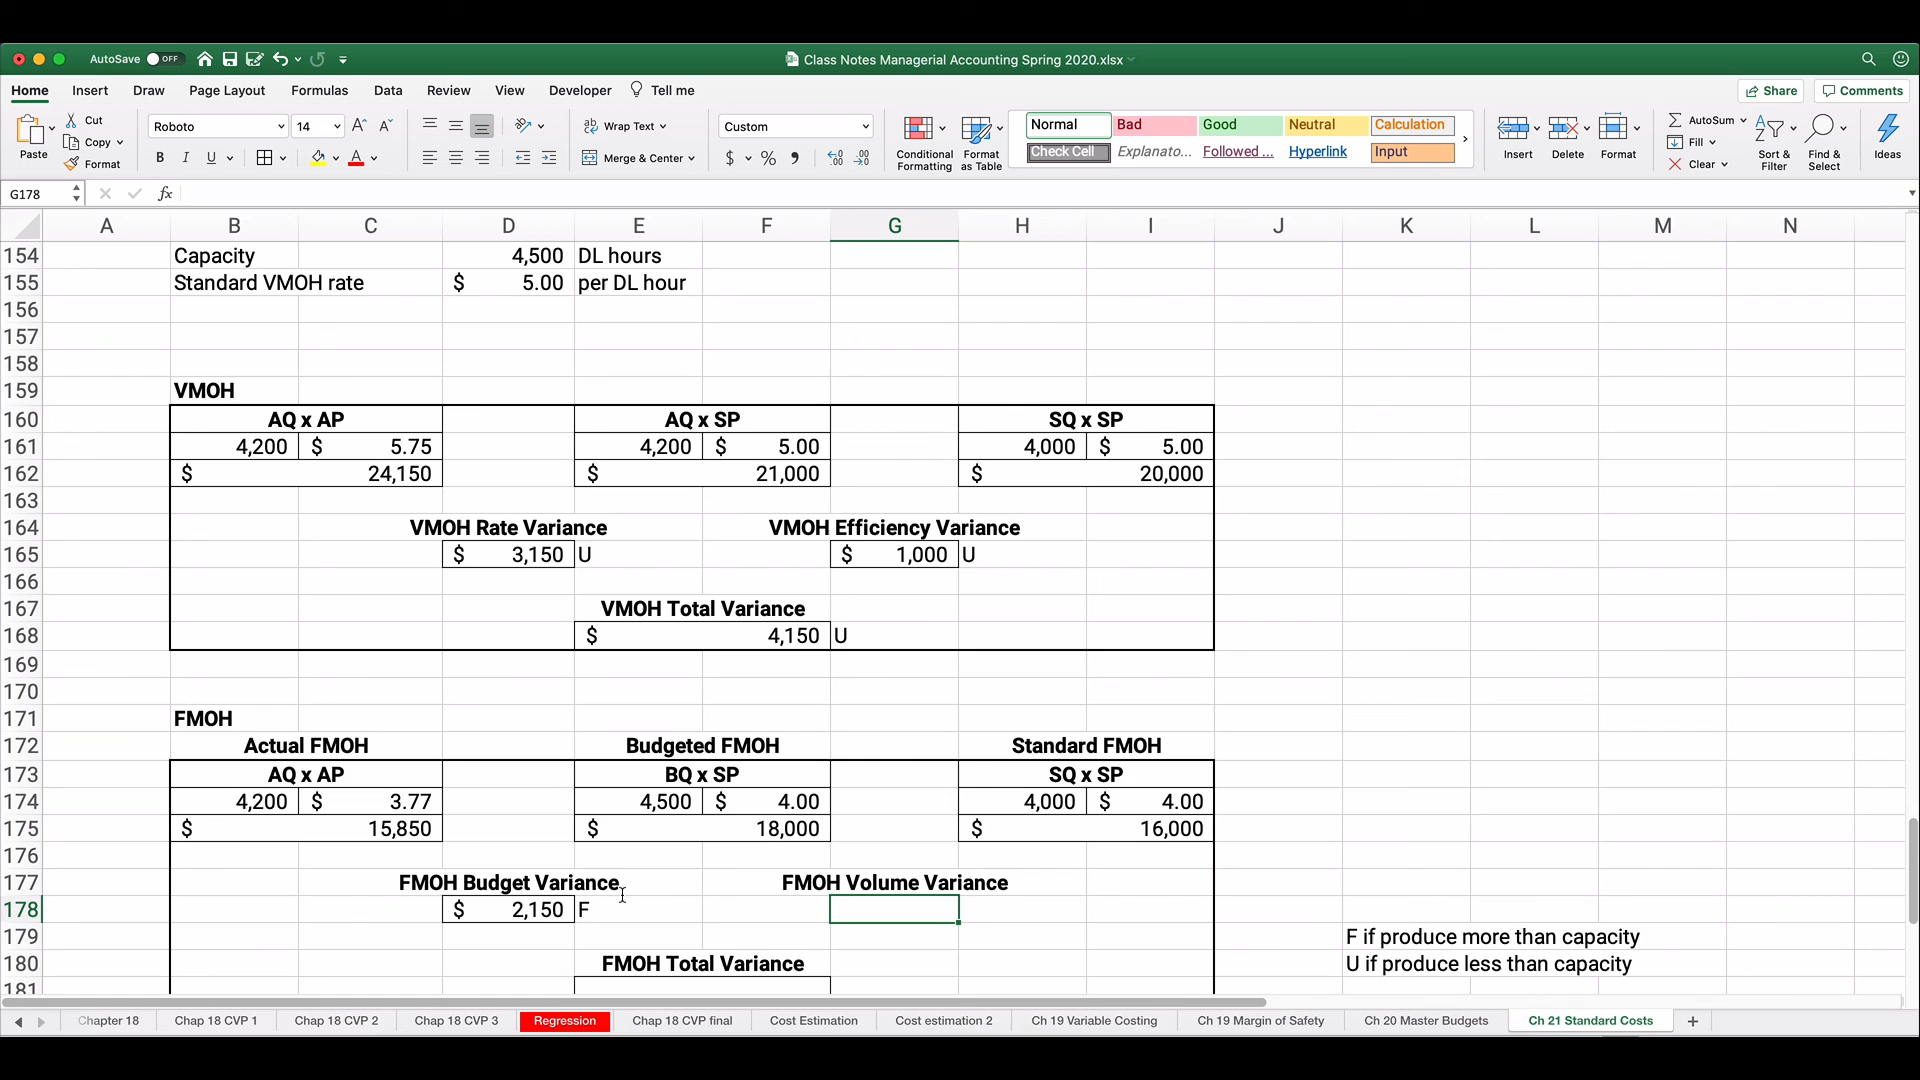 AutoSave OFF Class Notes Managerial Accounting Spring 2020.xlsx
Home Insert Draw Page Layout Formulas Data Review View Developer Tell me Share Comments
Paste Cut Copy Format
Roboto 14 A A
B I U A
Wrap Text
Merge & Center
Custom
$ %
Conditional Formatting
Format as Table
Normal Bad Good Neutral Calculation
Check Cell Explanato... Followed ... Hyperlink Input
Insert Delete Format
AutoSum
Fill
Clear
Sort & Filter
Find & Select
Ideas
G178 fx
A B C D E F G H I J K L M N
154 Capacity 4,500 DL hours
155 Standard VMOH rate $ 5.00 per DL hour
156
157
158
159 VMOH
160 AQ x AP AQ x SP SQ x SP
161 4,200 $ 5.75 4,200 $ 5.00 4,000 $ 5.00
162 $ 24,150 $ 21,000 $ 20,000
163
164 VMOH Rate Variance VMOH Efficiency Variance
165 $ 3,150 U $ 1,000 U
166
167 VMOH Total Variance
168 $ 4,150 U
169
170
171 FMOH
172 Actual FMOH Budgeted FMOH Standard FMOH
173 AQ x AP BQ x SP SQ x SP
174 4,200 $ 3.77 4,500 $ 4.00 4,000 $ 4.00
175 $ 15,850 $ 18,000 $ 16,000
176
177 FMOH Budget Variance FMOH Volume Variance
178 $ 2,150 F
179 F if produce more than capacity
180 FMOH Total Variance U if produce less than capacity
181
Chapter 18 Chap 18 CVP 1 Chap 18 CVP 2 Chap 18 CVP 3 Regression Chap 18 CVP final Cost Estimation Cost estimation 2 Ch 19 Variable Costing Ch 19 Margin of Safety Ch 20 Master Budgets Ch 21 Standard Costs +